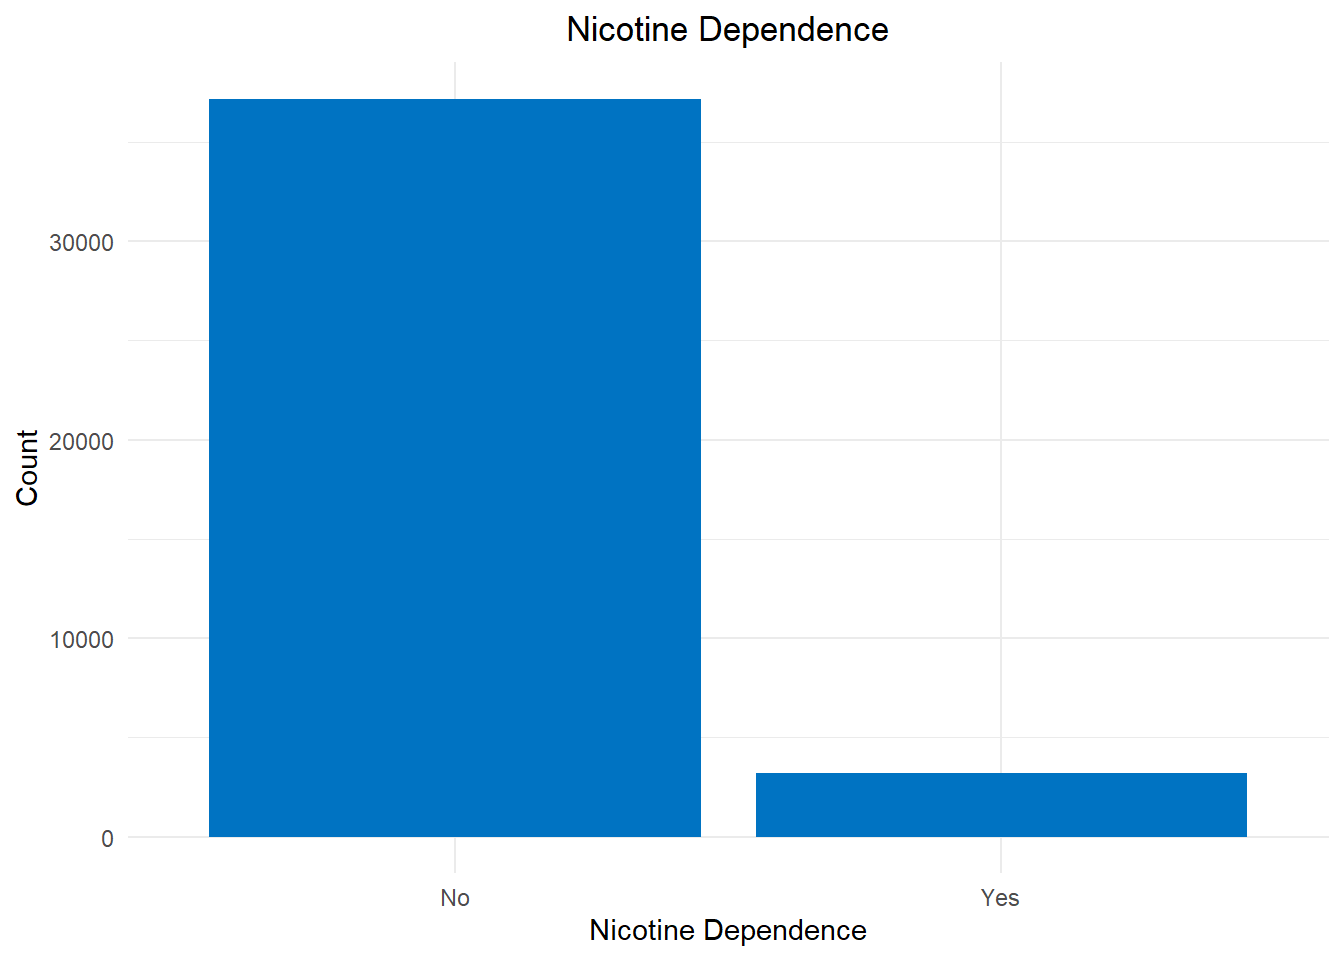 Nicotine Dependence
30000
20000
10000
0
Count
No
Yes
Nicotine Dependence